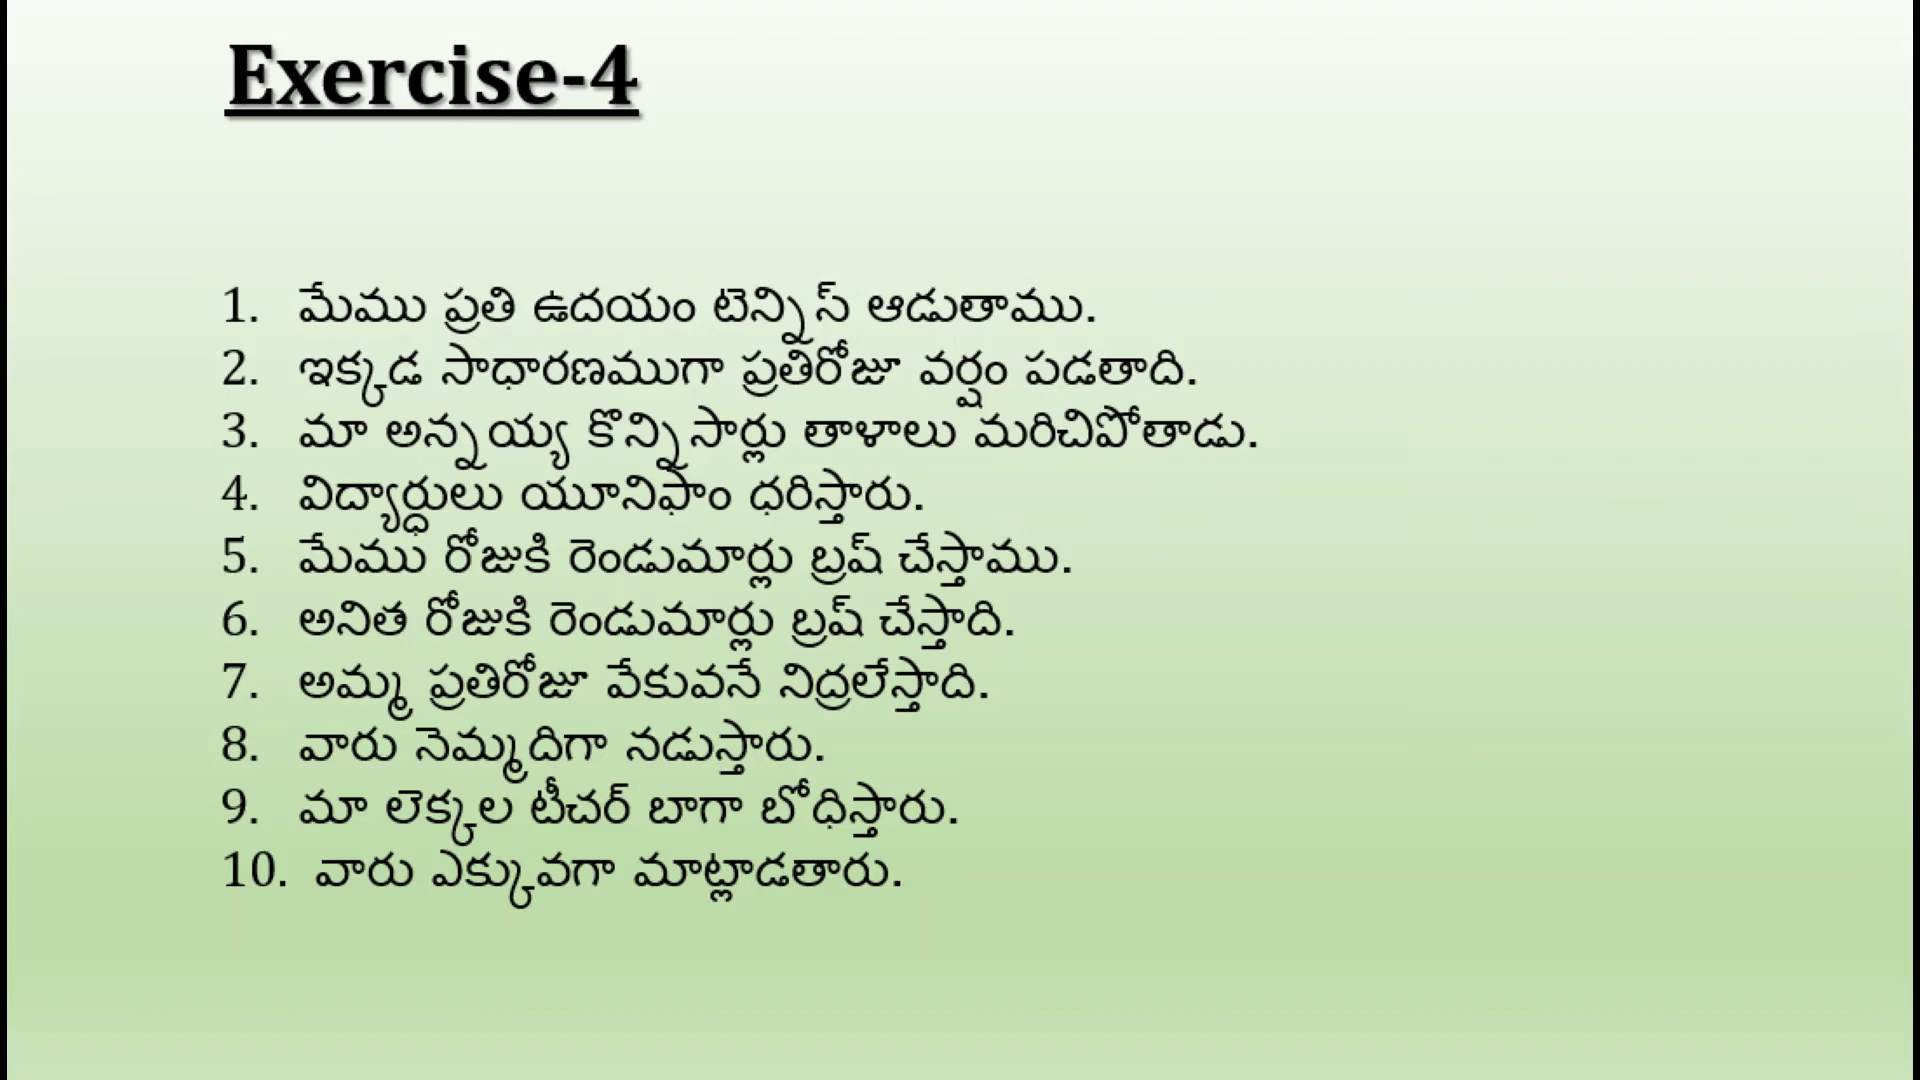 Exercise-4
1. మేము ప్రతి ఉదయం టెన్నిస్ ఆడుతాము.
2. ఇక్కడ సాధారణముగా ప్రతిరోజూ వర్షం పడతాది.
3. మా అన్నయ్య కొన్నిసార్లు తాళాలు మరిచిపోతాడు.
4. విద్యార్ధులు యూనిఫాం ధరిస్తారు.
5. మేము రోజుకి రెండుమార్లు బ్రష్ చేస్తాము.
6. అనిత రోజుకి రెండుమార్లు బ్రష్ చేస్తాది.
7. అమ్మ ప్రతిరోజూ వేకువనే నిద్రలేస్తాది.
8. వారు నెమ్మదిగా నడుస్తారు.
9. మా లెక్కల టీచర్ బాగా బోధిస్తారు.
10. వారు ఎక్కువగా మాట్లాడతారు.